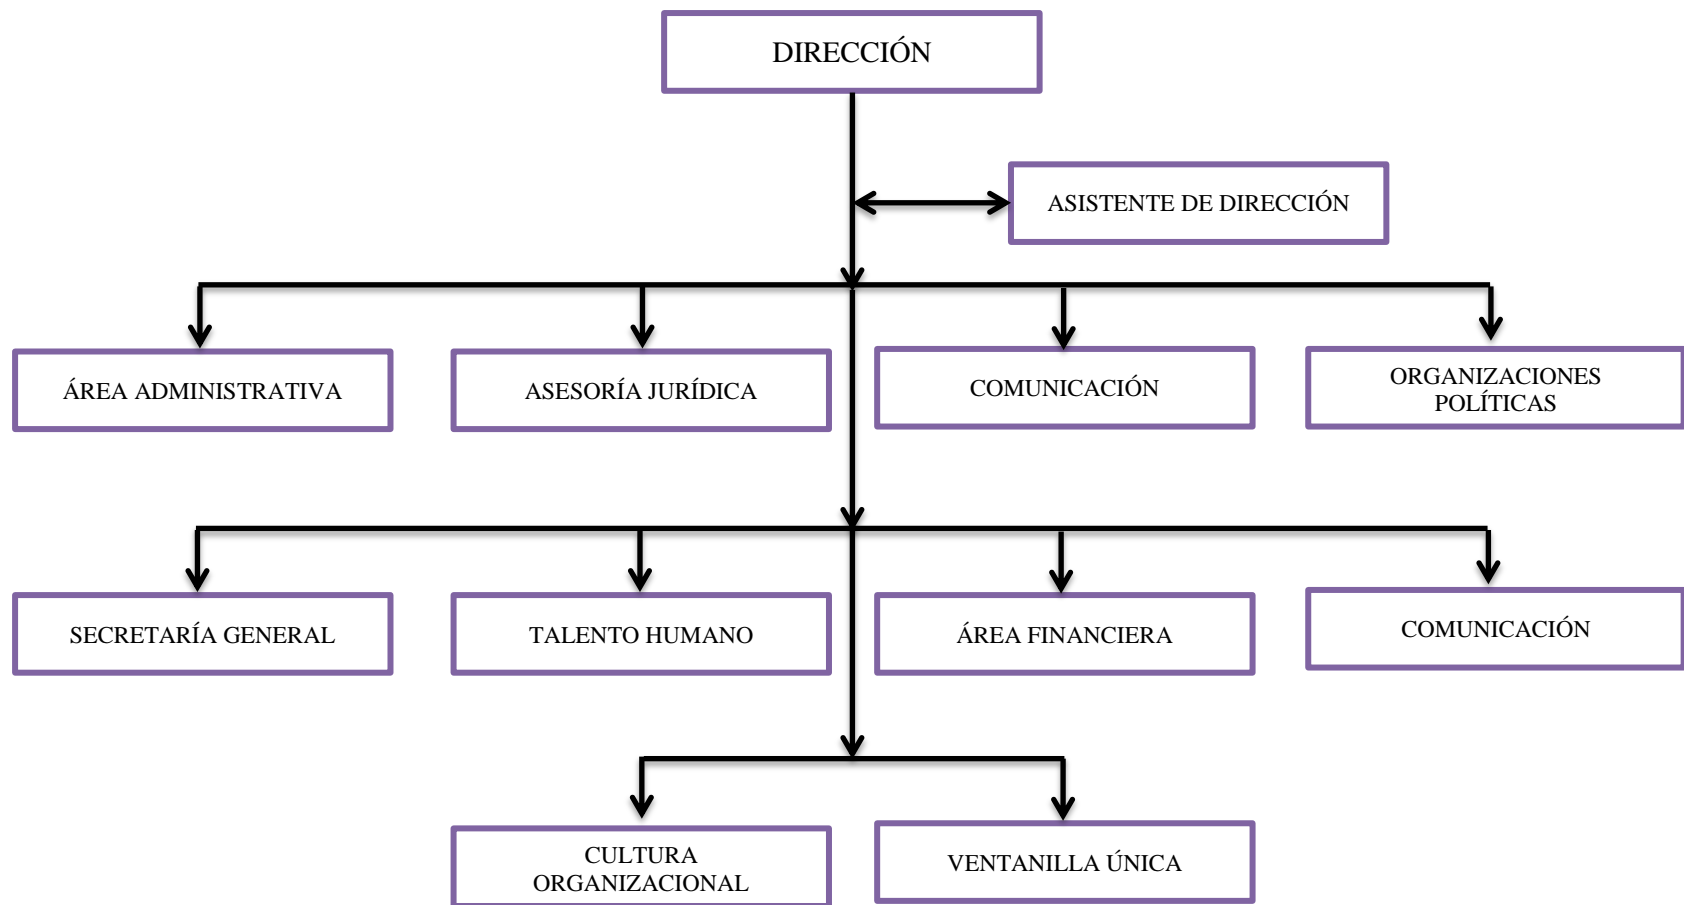 DIRECCIÓN
ASISTENTE DE DIRECCIÓN
ÁREA ADMINISTRATIVA
ASESORÍA JURÍDICA
COMUNICACIÓN
ORGANIZACIONES
POLÍTICAS
SECRETARÍA GENERAL
TALENTO HUMANO
ÁREA FINANCIERA
COMUNICACIÓN
CULTURA
ORGANIZACIONAL
VENTANILLA ÚNICA